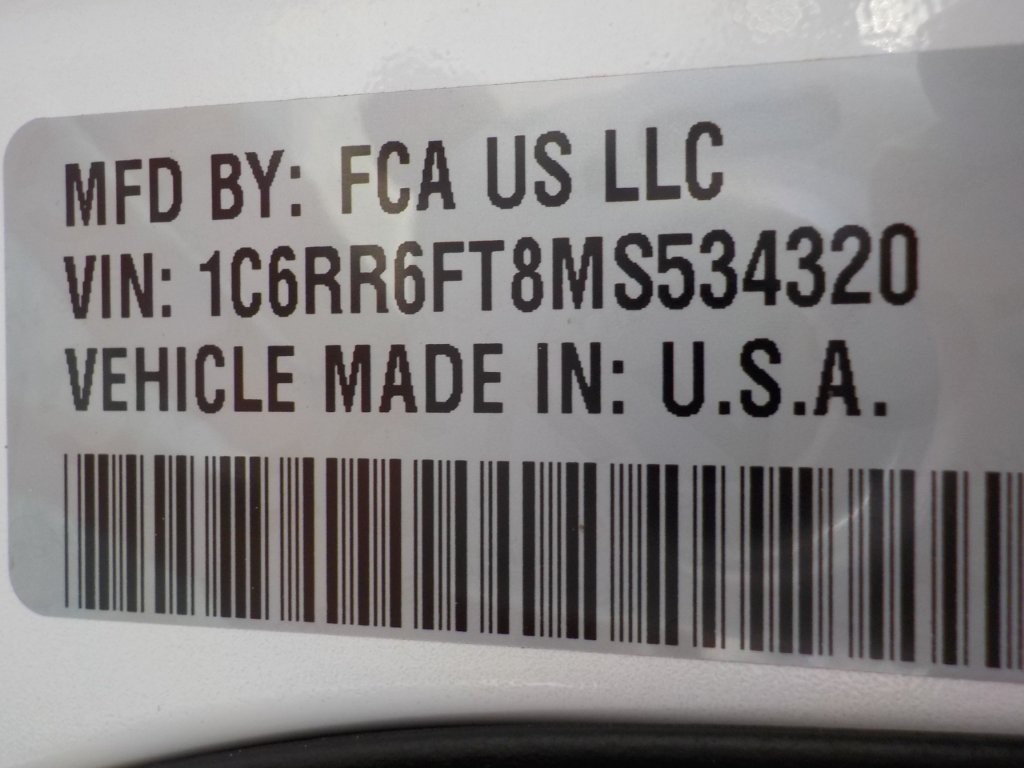 MFD BY: FCA US LLC
VIN: 1C6RR6FT8MS534320
VEHICLE MADE IN: U.S.A.